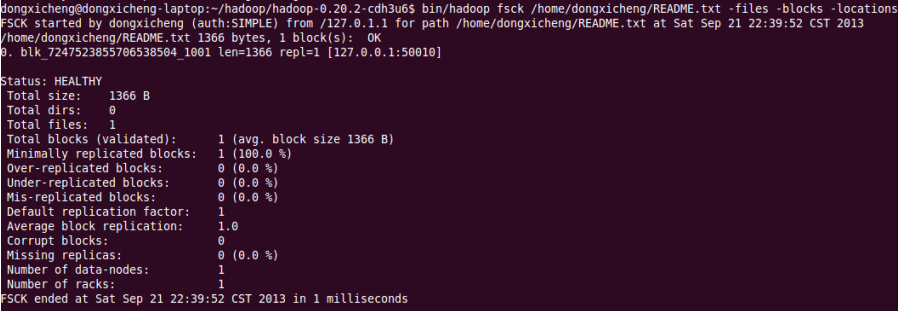 dongxicheng@dongxicheng-laptop:~/hadoop/hadoop-0.20.2-cdh3u6$ bin/hadoop fsck /home/dongxicheng/README.txt -files -blocks -locations
FSCK started by dongxicheng (auth:SIMPLE) from /127.0.1.1 for path /home/dongxicheng/README.txt at Sat Sep 21 22:39:52 CST 2013
/home/dongxicheng/README.txt 1366 bytes, 1 block(s):  OK
0. blk_7247523855706538504_1001 len=1366 repl=1 [127.0.0.1:50010]

Status: HEALTHY
 Total size:    1366 B
 Total dirs:    0
 Total files:   1
 Total blocks (validated):      1 (avg. block size 1366 B)
 Minimally replicated blocks:   1 (100.0 %)
 Over-replicated blocks:        0 (0.0 %)
 Under-replicated blocks:       0 (0.0 %)
 Mis-replicated blocks:         0 (0.0 %)
 Default replication factor:    1
 Average block replication:     1.0
 Corrupt blocks:                0
 Missing replicas:              0 (0.0 %)
 Number of data-nodes:          1
 Number of racks:               1
FSCK ended at Sat Sep 21 22:39:52 CST 2013 in 1 milliseconds